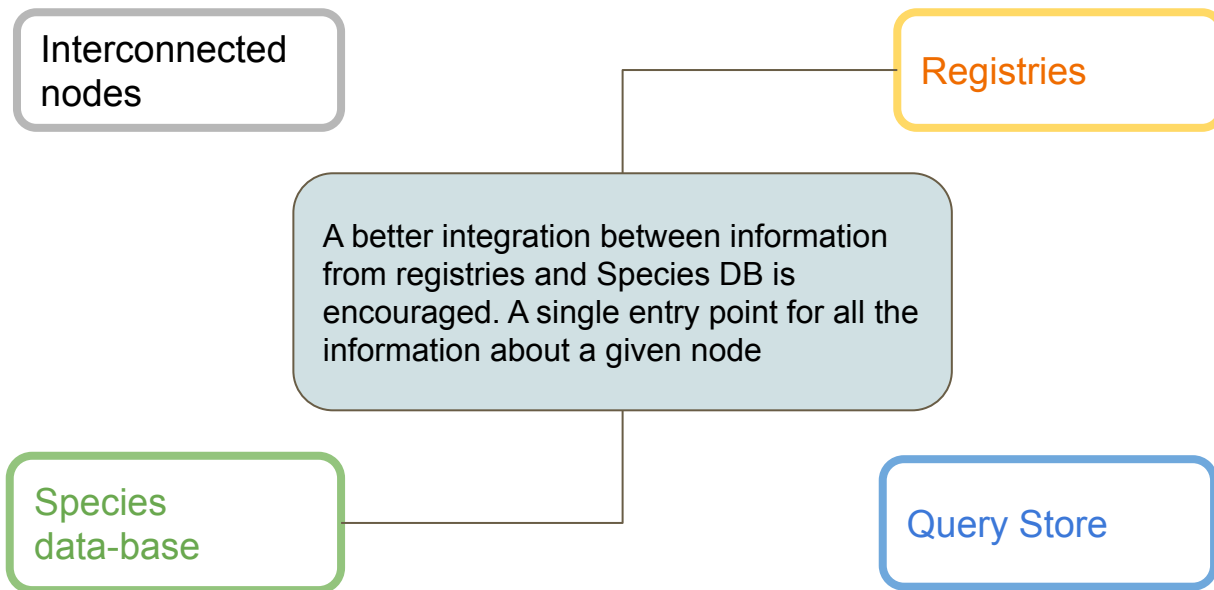 Interconnected
nodes
Registries
A better integration between information
from registries and Species DB is
encouraged. A single entry point for all the
information about a given node
Species
data-base
Query Store